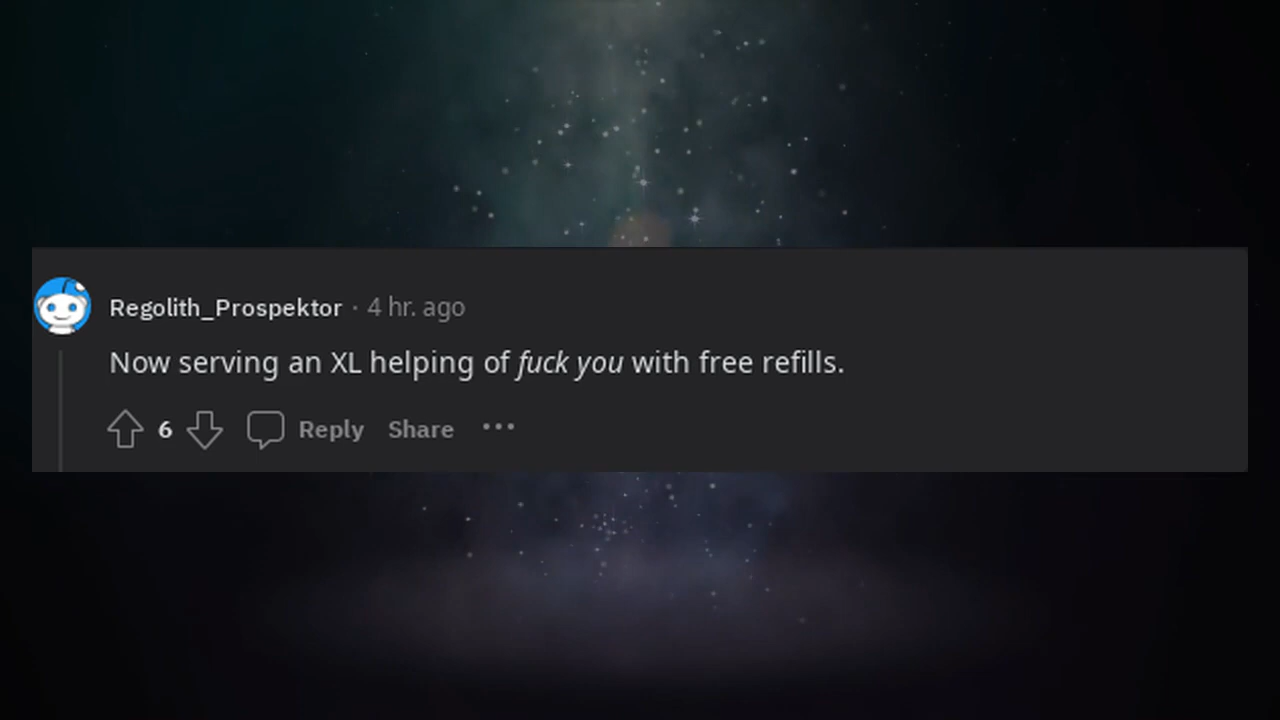 Regolith_Prospektor · 4 hr. ago
Now serving an XL helping of fuck you with free refills.
6 Reply Share •••